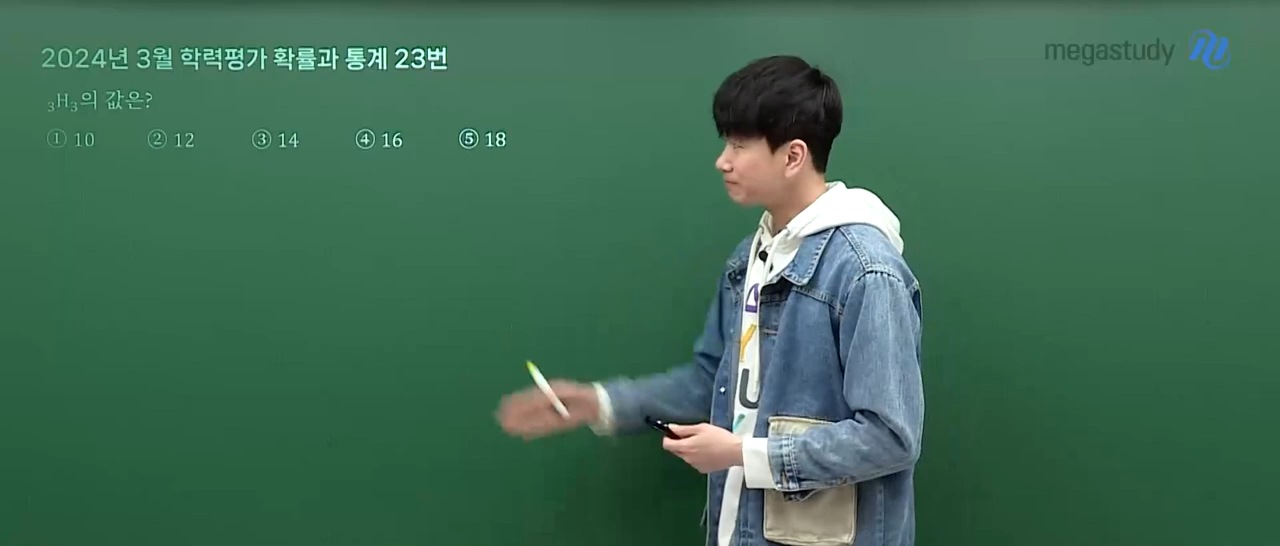 2024년 3월 학력평가 확률과 통계 23번
megastudy
₃H₃의 값은?
① 10 ② 12 ③ 14 ④ 16 ⑤ 18